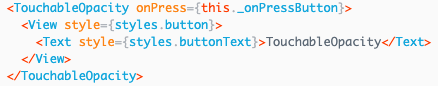 <TouchableOpacity onPress={this._onPressButton}>
  <View style={styles.button}>
    <Text style={styles.buttonText}>TouchableOpacity</Text>
  </View>
</TouchableOpacity>